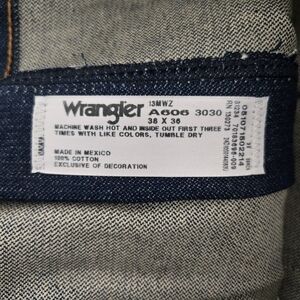 Wrangler 13MWZ
A606 3030
38 X 36
MACHINE WASH HOT AND INSIDE OUT FIRST THREE
TIMES WITH LIKE COLORS, TUMBLE DRY
MADE IN MEXICO
100% COTTON
EXCLUSIVE OF DECORATION